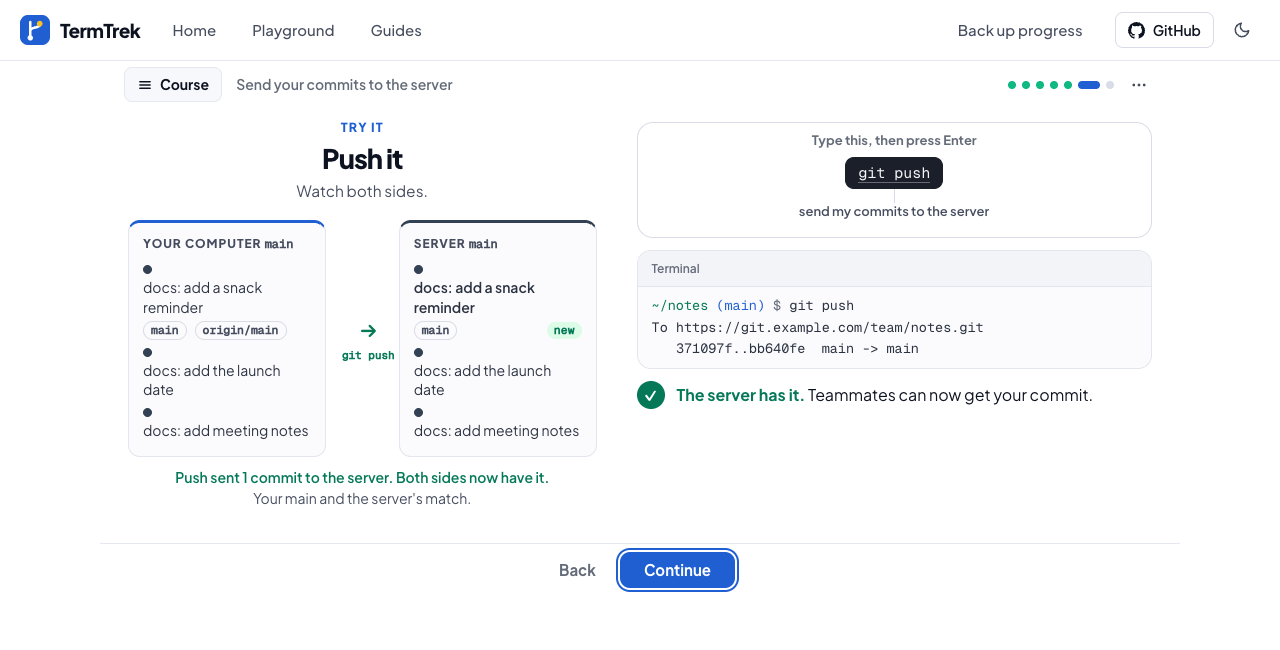 TermTrek
Home
Playground
Guides
Back up progress
GitHub
Course
Send your commits to the server
TRY IT
Push it
Watch both sides.
YOUR COMPUTER main
docs: add a snack
reminder
main origin/main
docs: add the launch
date
docs: add meeting notes
git push
SERVER main
docs: add a snack
reminder
main new
docs: add the launch
date
docs: add meeting notes
Push sent 1 commit to the server. Both sides now have it.
Your main and the server's match.
Type this, then press Enter
git push
send my commits to the server
Terminal
~/notes (main) $ git push
To https://git.example.com/team/notes.git
371097f..bb640fe main -> main
The server has it. Teammates can now get your commit.
Back
Continue